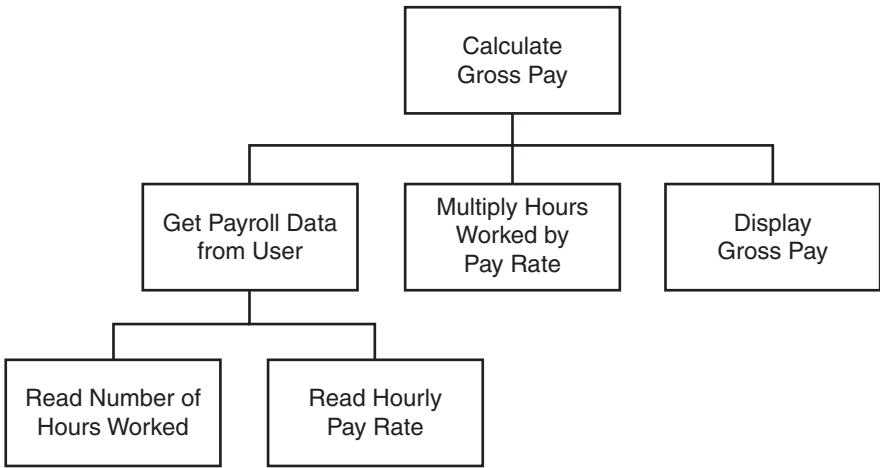 Calculate
Gross Pay
Get Payroll Data
from User
Multiply Hours
Worked by
Pay Rate
Display
Gross Pay
Read Number of
Hours Worked
Read Hourly
Pay Rate